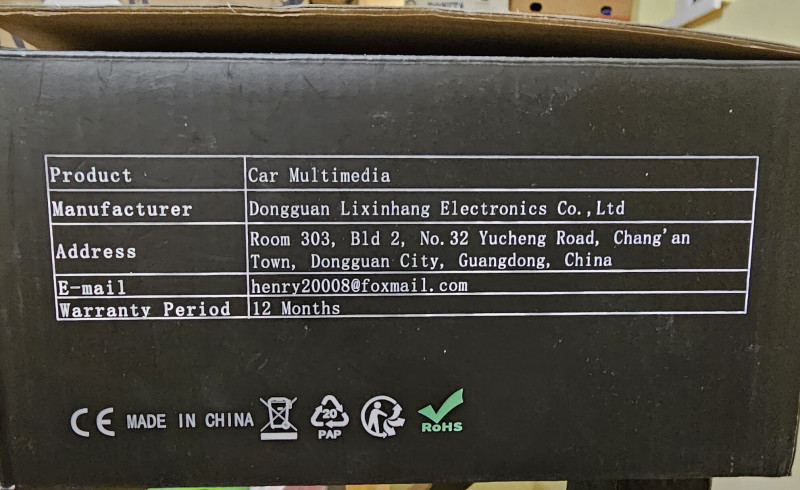 Product Car Multimedia
Manufacturer Dongguan Lixinhang Electronics Co.,Ltd
Address Room 303, Bld 2, No.32 Yucheng Road, Chang'an
Town, Dongguan City, Guangdong, China
E-mail henry20008@foxmail.com
Warranty Period 12 Months
CE MADE IN CHINA 20 PAP RoHS